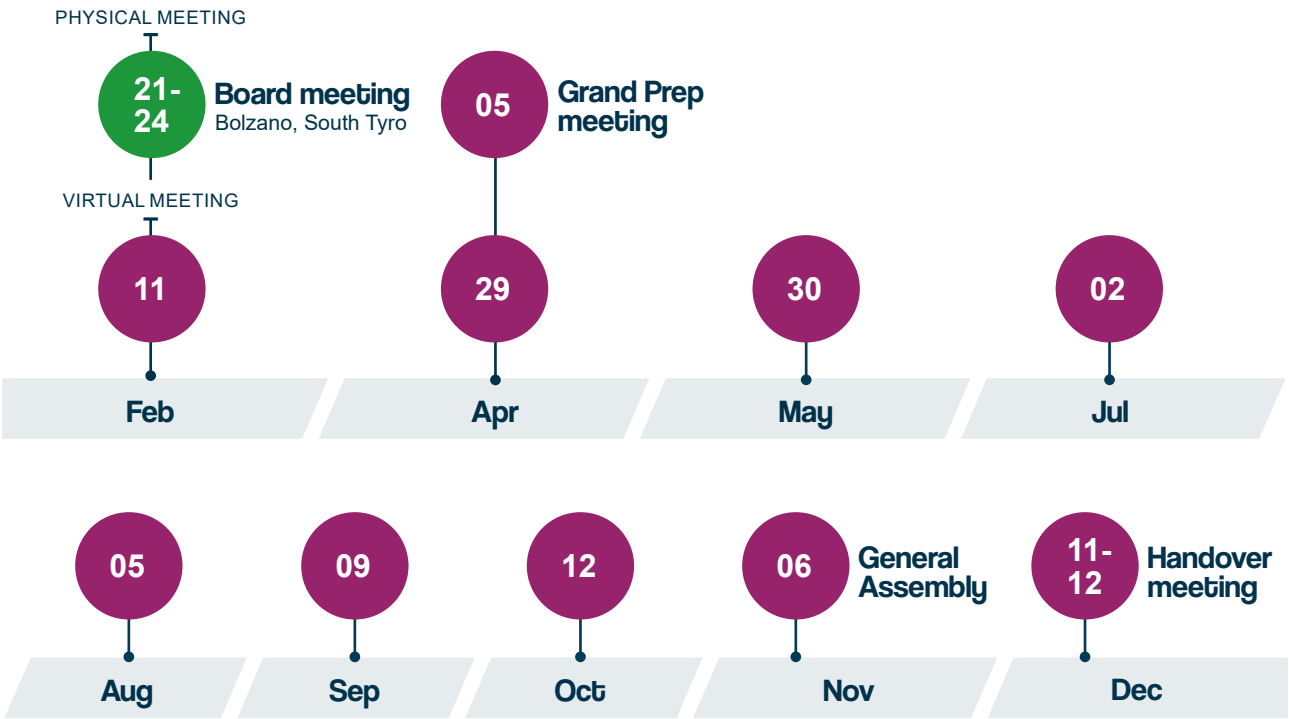 PHYSICAL MEETING
21-
24
Board meeting
Bolzano, South Tyro
05
Grand Prep
meeting
VIRTUAL MEETING
11
29
30
02
Feb
Apr
May
Jul
05
09
12
06
General
Assembly
11-
12
Handover
meeting
Aug
Sep
Oct
Nov
Dec